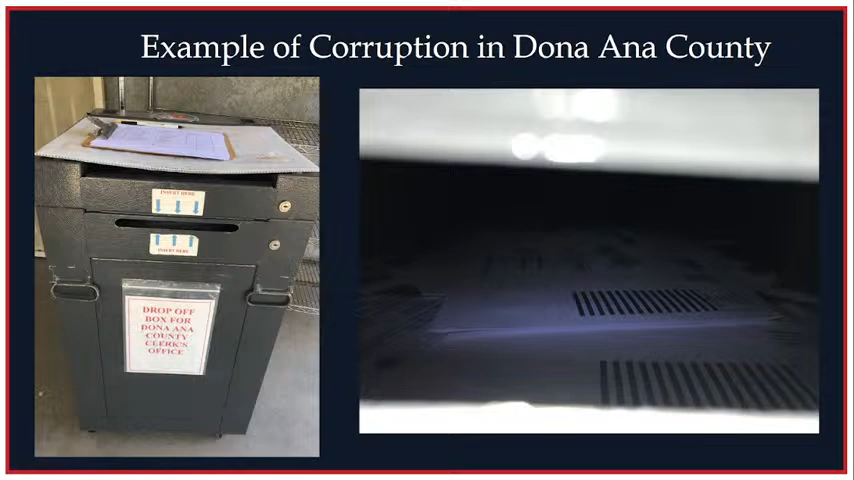 Example of Corruption in Dona Ana County
INSERT HERE
INSERT HERE
DROP OFF
BOX FOR
DONA ANA
COUNTY
CLERK'S
OFFICE